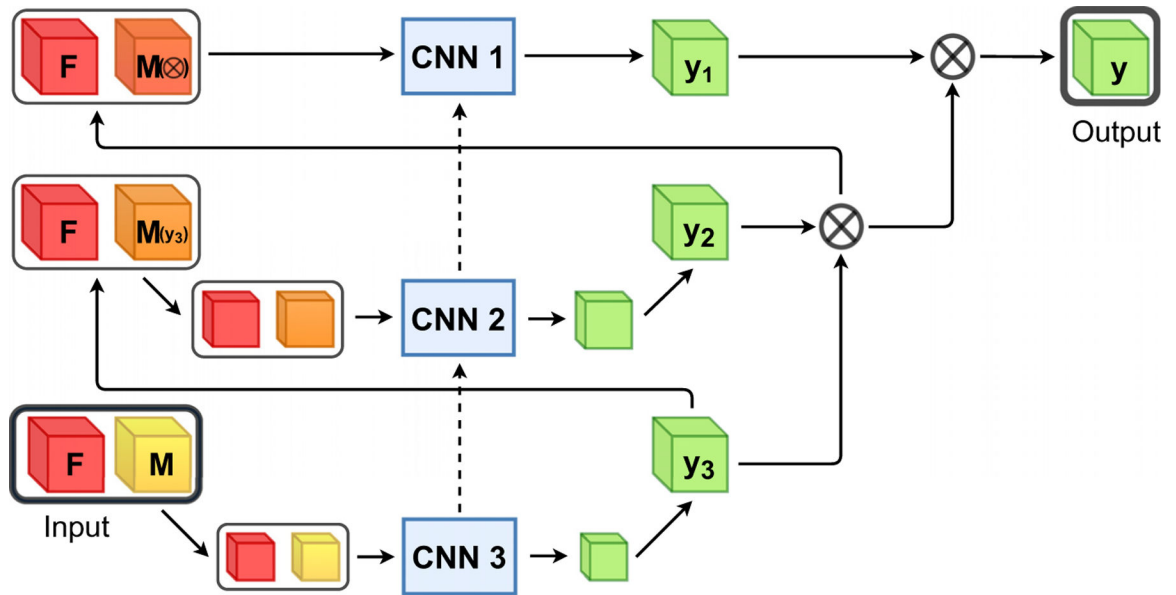 F M(⊗) CNN 1 y₁ ⊗ y
Output
F M(y₃) y₂ ⊗
CNN 2
F M y₃
Input
CNN 3